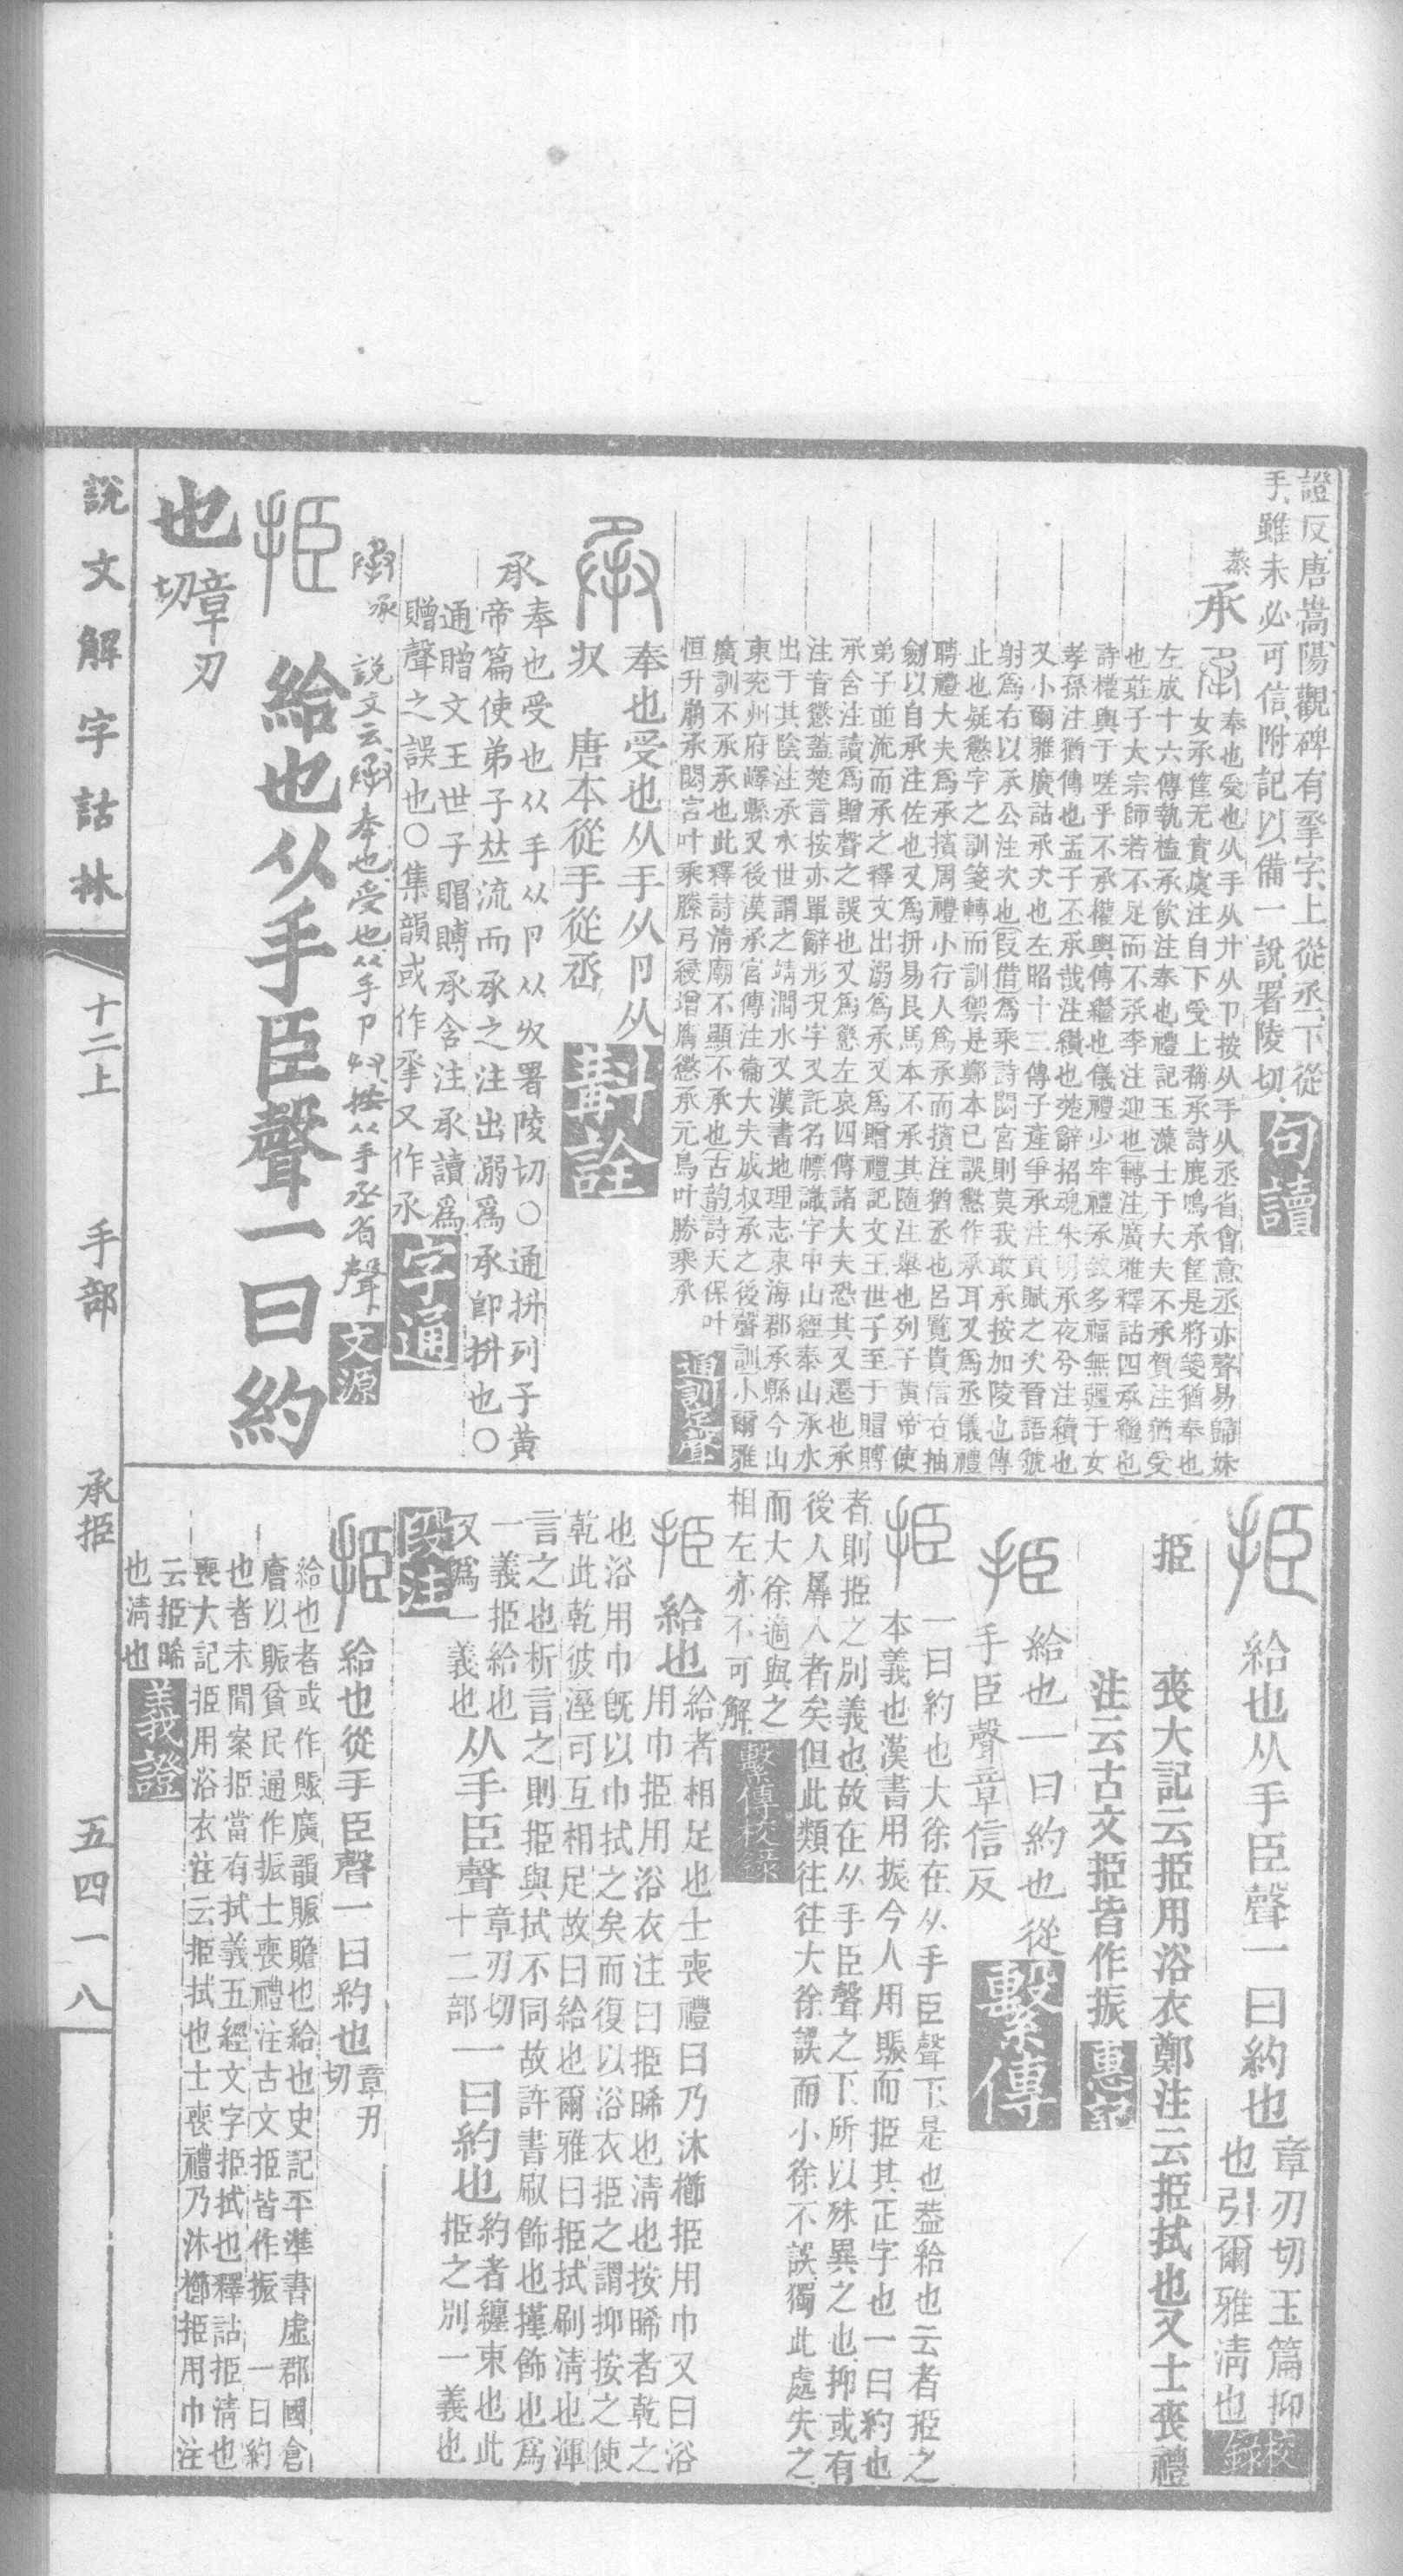 證反唐嵩陽觀碑有掌字上從丞下從
手雖未必可信附記以備一說署陵切
句讀
蒸
承
奉也受也从手从廾从卪按从手从丞省會意丞亦聲易歸妹
女承筐无實虞注自下受上稱承詩鹿鳴承筐是將箋猶奉也
左成十六傳執榼承飲注奉也禮記玉藻士于大夫不承賀注猶受
也莊子大宗師若不足而不承李注迎也轉注廣雅釋詁四承繼也
詩權輿于嗟乎不承權輿傳繼也儀禮少牢禮承致多福無疆于女
孝孫注猶傳也孟子丕承哉注纘也楚辭招魂朱明承夜兮注續也
又小爾雅廣詁承次也左昭十三傳子產爭承注貢賦之次晉語號
射爲右以承公注次也叚借爲乘詩閟宮則莫我敢承按加陵也傳
止也疑懲字之訓箋轉而訓禦是鄭本已誤懲作承耳又爲丞儀禮
聘禮大夫爲承擯周禮小行人爲承而擯注猶丞也呂覽貴信右抽
劒以自承注佐也又爲拼易艮馬本不承其隨注舉也列子黃帝使
弟子並流而承之釋文出溺爲承又爲贈禮記文王世子至于賵賻
承含注讀爲贈聲之誤也又爲懲左哀四傳諸大夫恐其又遷也承
注音懲蓋楚言按亦單辭形况字又託名幖識字中山經泰山承水
出于其陰注承水世謂之靖澗水又漢書地理志東海郡承縣今山
東兗州府嶧縣又後漢承宮傳注衞大夫成叔承之後聲訓小爾雅
廣訓不承承也此釋詩清廟不顯不承也古韵詩天保叶
恒升崩承閟宮叶乘縢弓綅增膺懲承元鳥叶勝乘承
通訓定聲
奉也受也从手从卪从
𠬞 唐本從手從丞
斠詮
承
奉也受也从手从卪从𠬞署陵切○通拼列子黃
帝篇使弟子並流而承之注出溺爲承卽拼也○
通贈文王世子賵賻承含注承讀爲
贈聲之誤也○集韻或作掌又作氶
字通
承
說文云奉也受也从手卪𠬞按从手丞省聲
文源
給也从手臣聲一曰約
也章刃切
給也从手臣聲一曰約也章刃切玉篇抑
也引爾雅淸也
校錄
挋
喪大記云挋用浴衣鄭注云挋拭也又士喪禮
注云古文挋皆作振
惠記
給也一曰約也從
手臣聲章信反
繫傳
一曰約也大徐在从手臣聲下是也蓋給也云者挋之
本義也漢書用振今人用賑而挋其正字也一曰約也
者則挋之別義也故在从手臣聲之下所以殊異之也抑或有
後人羼入者矣但此類往往大徐誤而小徐不誤獨此處失之
而大徐適與之
相左亦不可解
繫傳校錄
給也給者相足也士喪禮曰乃沐櫛挋用巾又曰浴
用巾挋用浴衣注曰挋晞也淸也按晞者乾之
也浴用巾旣以巾拭之矣而復以浴衣挋之謂抑按之使
乾此乾彼溼可互相足故曰給也爾雅曰挋拭刷淸也渾
言之也析言之則挋與拭不同故許書𠛬飾也墐飾也爲
一義挋給也
又爲一義也从手臣聲章刃切十二部一曰約也約者纏束也此挋之別一義也
段注
給也從手臣聲一曰約也章刃切
給也者或作賑廣韻賑贍也給也史記平準書虛郡國倉
廥以賑貧民通作振士喪禮注古文挋皆作振 一曰約
也者未聞案挋當有拭義五經文字挋拭也釋詁挋淸也
喪大記挋用浴衣注云挋拭也士喪禮乃沐櫛挋用巾注
云挋晞
也淸也
義證
說文解字詁林
十二上
手部
承挋
五四一八